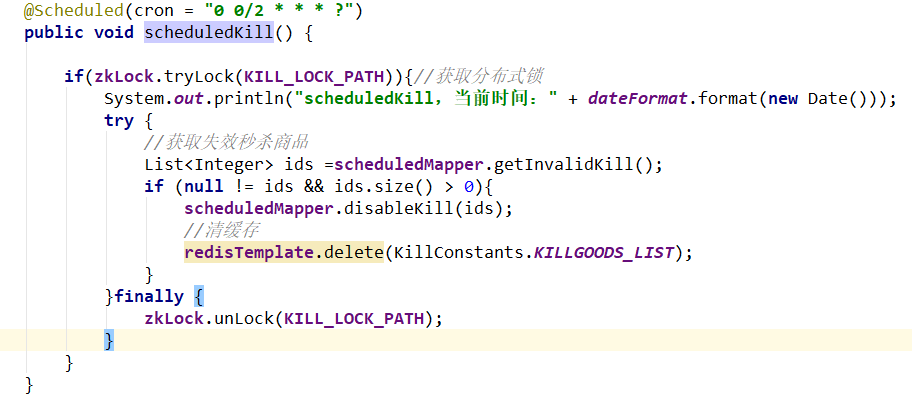 @Scheduled(cron = "0 0/2 * * * ?")
public void scheduledKill() {
if(zkLock.tryLock(KILL_LOCK_PATH)){//获取分布式锁
System.out.println("scheduledKill，当前时间：" + dateFormat.format(new Date()));
try {
//获取失效秒杀商品
List<Integer> ids =scheduledMapper.getInvalidKill();
if (null != ids && ids.size() > 0){
scheduledMapper.disableKill(ids);
//清缓存
redisTemplate.delete(KillConstants.KILLGOODS_LIST);
}
}finally {
zkLock.unLock(KILL_LOCK_PATH);
}
}
}